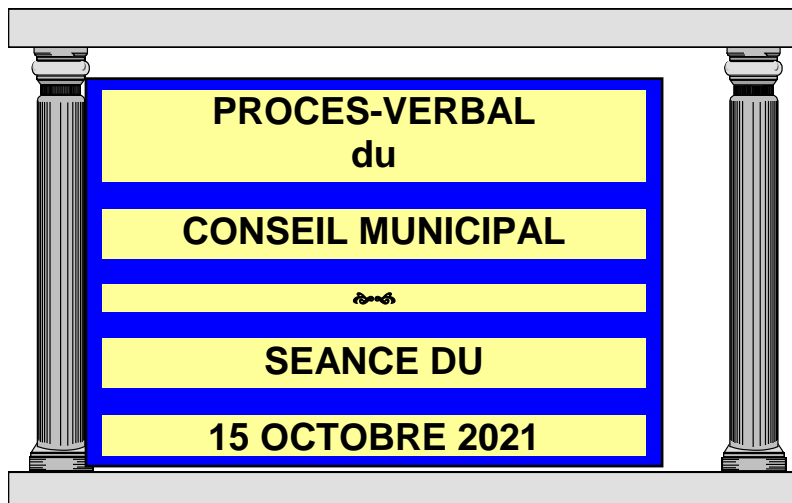 PROCES-VERBAL
du
CONSEIL MUNICIPAL
SEANCE DU
15 OCTOBRE 2021